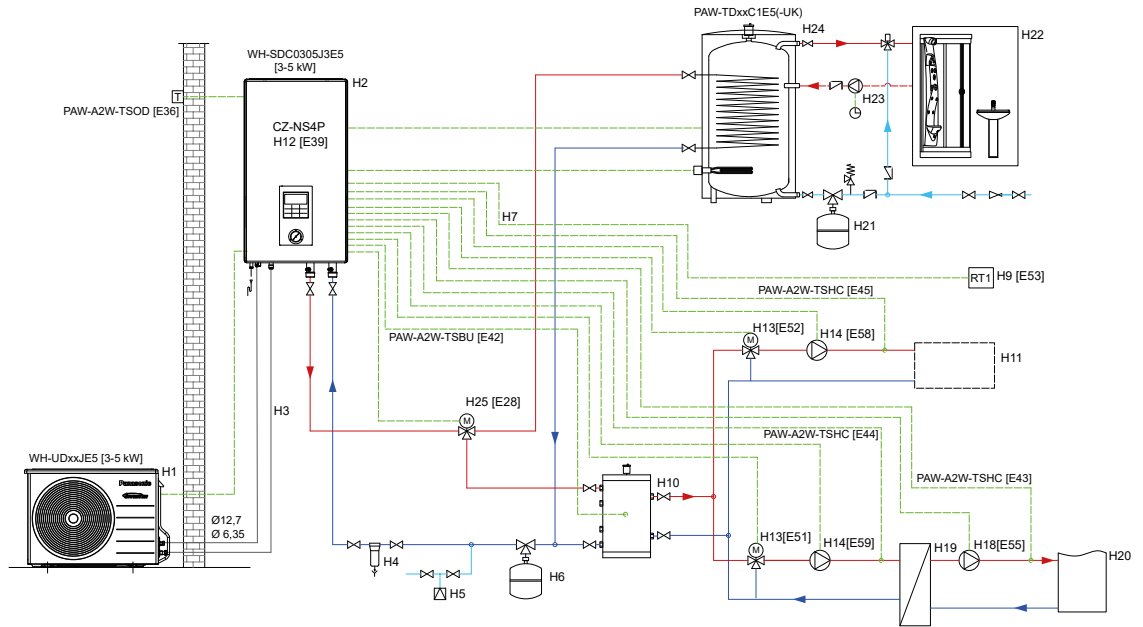 PAW-TDxxC1E5(-UK)
H24
WH-SDC0305J3E5
[3-5 kW]
H2
H22
T
PAW-A2W-TSOD [E36]
CZ-NS4P
H12 [E39]
H23
H7
H21
RT1
H9 [E53]
PAW-A2W-TSHC [E45]
PAW-A2W-TSBU [E42]
M
H13[E52]
H14 [E58]
H11
H3
H25 [E28]
M
PAW-A2W-TSHC [E44]
WH-UDxxJE5 [3-5 kW]
H1
Panasonic
H10
PAW-A2W-TSHC [E43]
Ø12,7
Ø 6,35
H4
H5
H6
M
H13[E51]
H14[E59]
H19
H18[E55]
H20